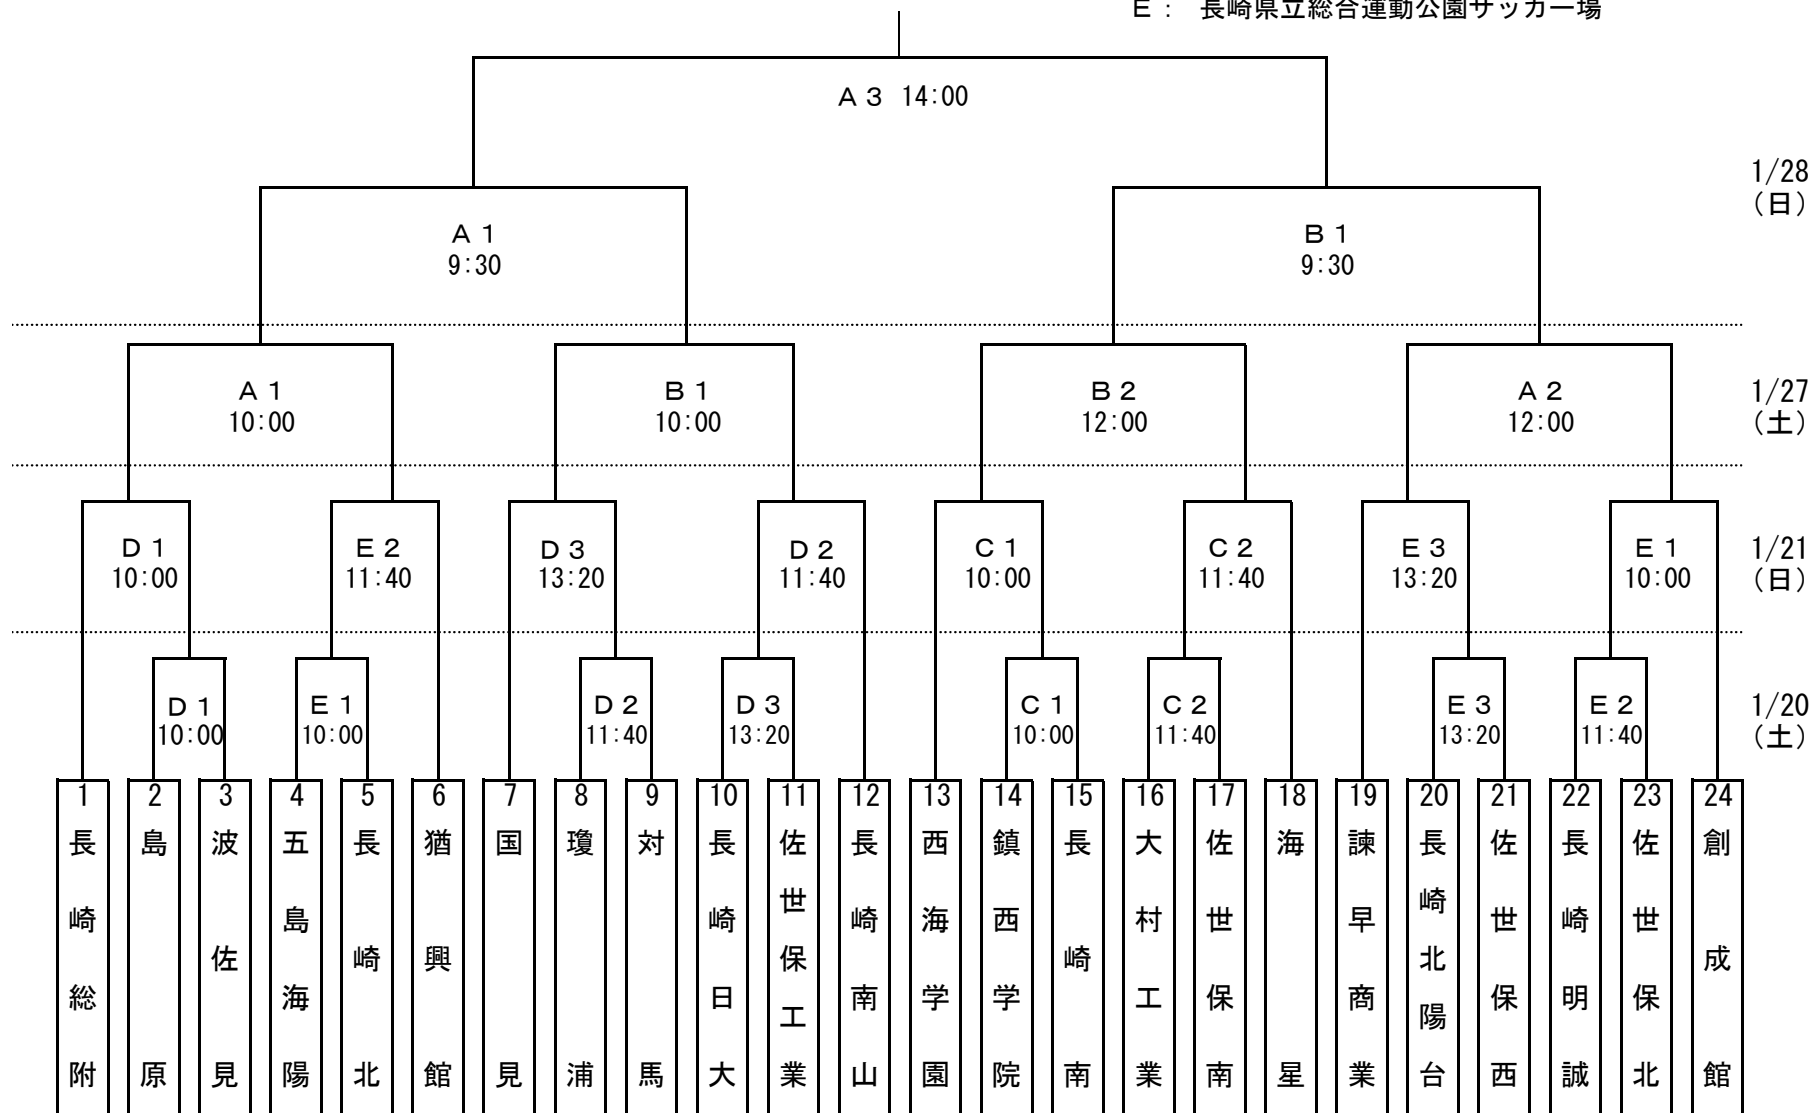 E： 長崎県立総合運動公園サッカー場
A３ 14:00
1/28
（日）
A１
9:30
B１
9:30
A１
10:00
B１
10:00
B２
12:00
A２
12:00
1/27
（土）
D１
10:00
E２
11:40
D３
13:20
D２
11:40
C１
10:00
C２
11:40
E３
13:20
E１
10:00
1/21
（日）
D１
10:00
E１
10:00
D２
11:40
D３
13:20
C１
10:00
C２
11:40
E３
13:20
E２
11:40
1/20
（土）
1 長崎総附
2 島原
3 波佐見
4 五島海陽
5 長崎北
6 猶興館
7 国見
8 瓊浦
9 対馬
10 長崎日大
11 佐世保工業
12 長崎南山
13 西海学園
14 鎮西学院
15 長崎南
16 大村工業
17 佐世保南
18 海星
19 諫早商業
20 長崎北陽台
21 佐世保西
22 長崎明誠
23 佐世保北
24 創成館